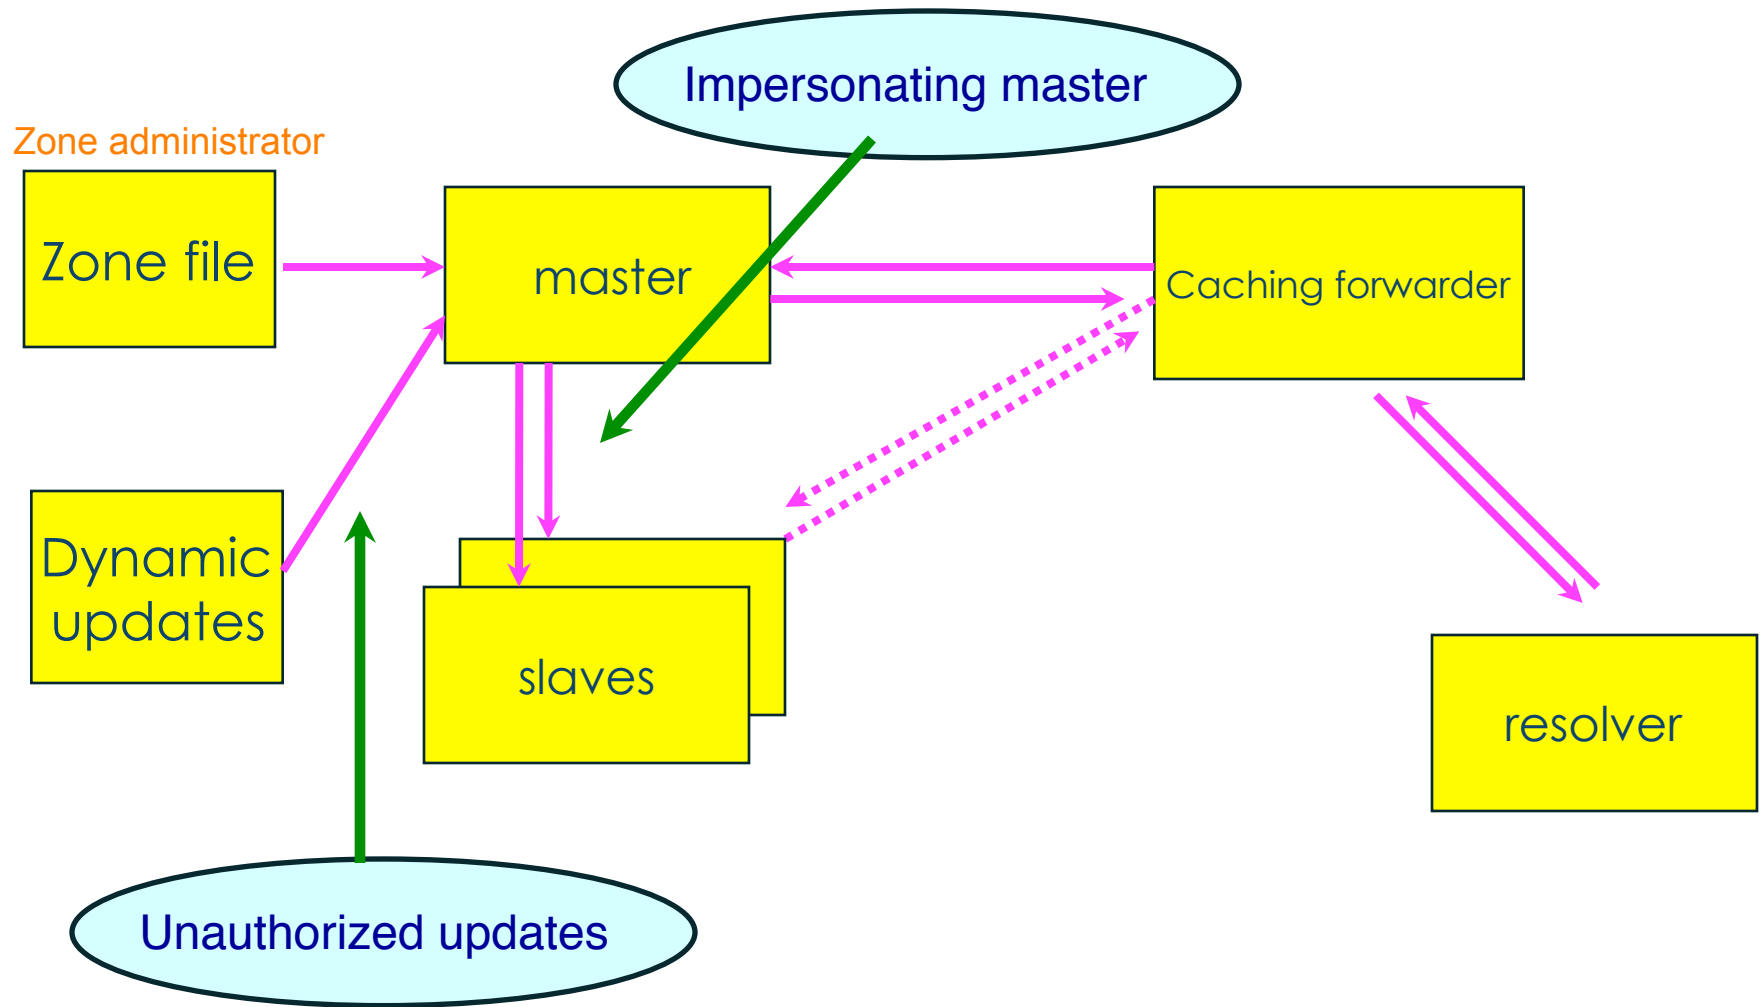 Impersonating master
Zone administrator
Zone file
master
Caching forwarder
Dynamic
updates
slaves
resolver
Unauthorized updates